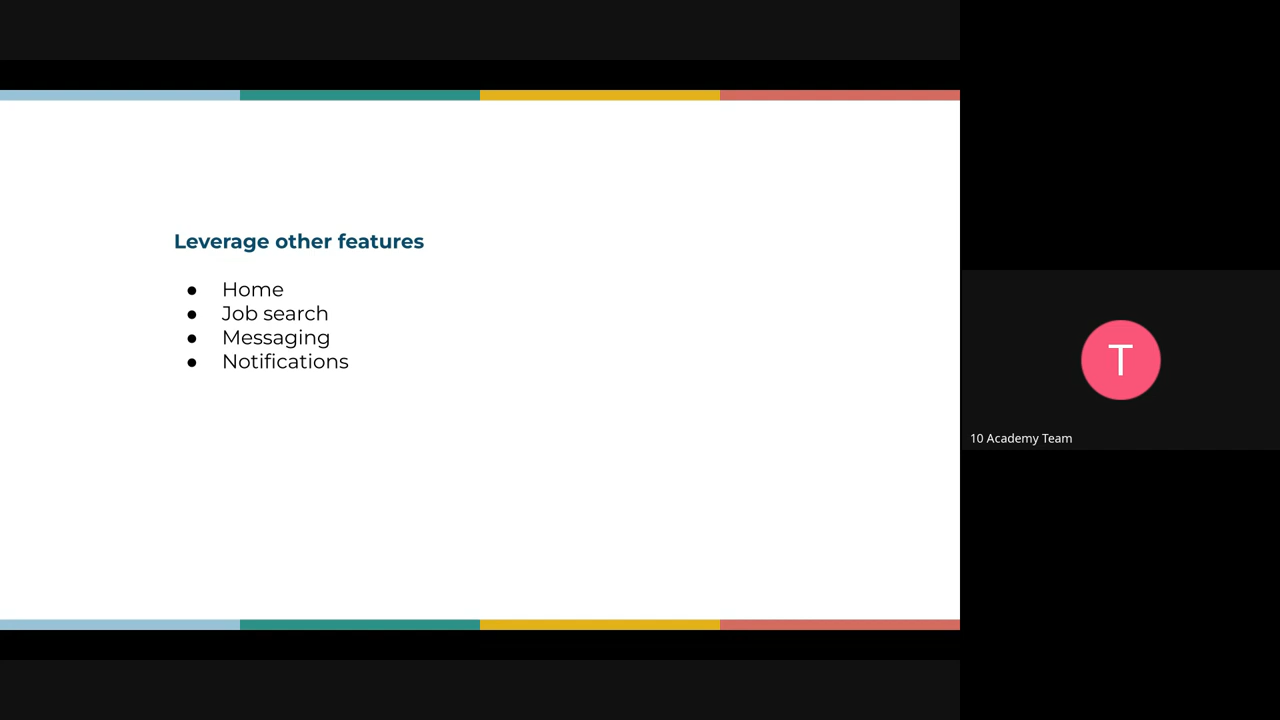 Leverage other features
● Home
● Job search
● Messaging
● Notifications
T
10 Academy Team